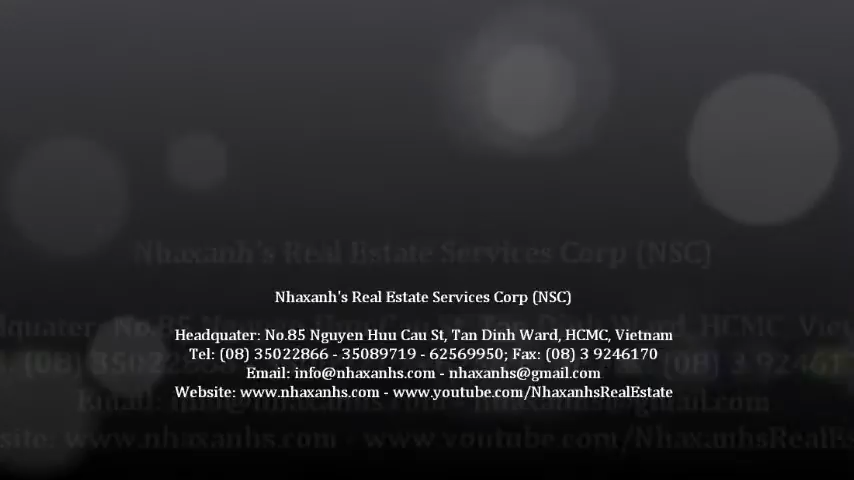 Nhaxanh's Real Estate Services Corp (NSC)
Headquater: No.85 Nguyen Huu Cau St, Tan Dinh Ward, HCMC, Vietnam
Tel: (08) 35022866 - 35089719 - 62569950; Fax: (08) 3 9246170
Email: info@nhaxanhs.com - nhaxanhs@gmail.com
Website: www.nhaxanhs.com - www.youtube.com/NhaxanhsRealEstate